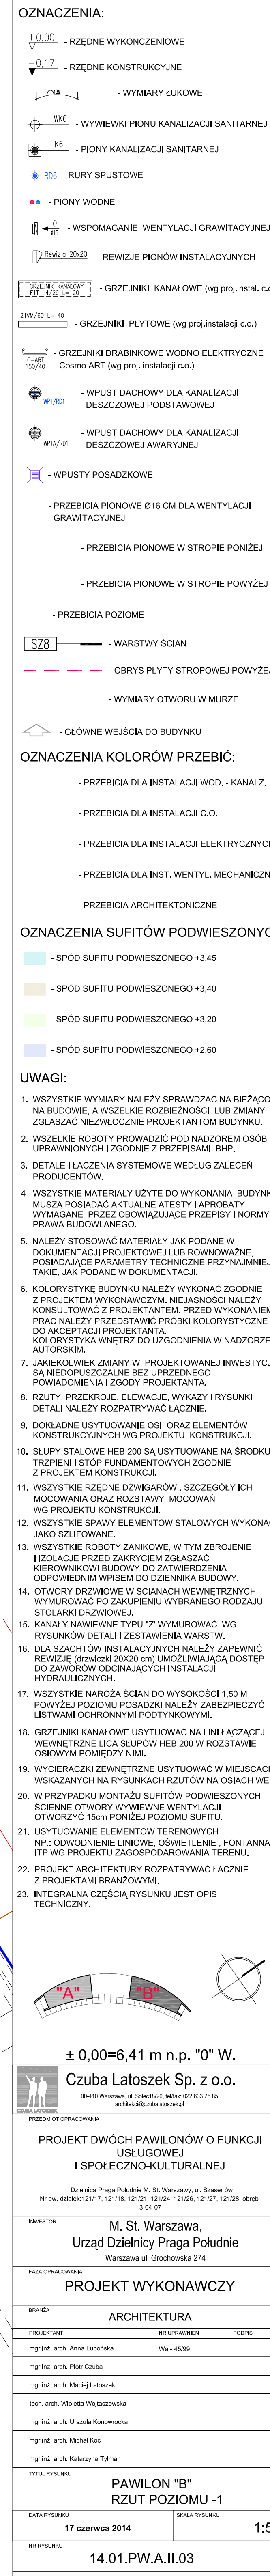 OZNACZENIA:
±0,00 - RZĘDNE WYKOŃCZENIOWE
-0,17 - RZĘDNE KONSTRUKCYJNE
- WYMIARY ŁUKOWE
WK6 - WYWIEWKI PIONU KANALIZACJI SANITARNEJ
K6 - PIONY KANALIZACJI SANITARNEJ
RD6 - RURY SPUSTOWE
- PIONY WODNE
0 ø15 - WSPOMAGANIE WENTYLACJI GRAWITACYJNEJ
Rewizja 20x20 - REWIZJE PIONÓW INSTALACYJNYCH
GRZEJNIK KANAŁOWY
F1T 14/29 L=120 - GRZEJNIKI KANAŁOWE (wg proj.instal. c.o
21VM/60 L=140
- GRZEJNIKI PŁYTOWE (wg proj.instalacji c.o.)
- GRZEJNIKI DRABINKOWE WODNO ELEKTRYCZNE
C-ART
150/40 Cosmo ART (wg proj. instalacji c.o.)
- WPUST DACHOWY DLA KANALIZACJI
WP1/RD1 DESZCZOWEJ PODSTAWOWEJ
- WPUST DACHOWY DLA KANALIZACJI
WP1A/RD1 DESZCZOWEJ AWARYJNEJ
- WPUSTY POSADZKOWE
- PRZEBICIA PIONOWE Ø16 CM DLA WENTYLACJI
GRAWITACYJNEJ
- PRZEBICIA PIONOWE W STROPIE PONIŻEJ
- PRZEBICIA PIONOWE W STROPIE POWYŻEJ
- PRZEBICIA POZIOME
SZ8 - WARSTWY ŚCIAN
- OBRYS PŁYTY STROPOWEJ POWYŻEJ
- WYMIARY OTWORU W MURZE
- GŁÓWNE WEJŚCIA DO BUDYNKU
OZNACZENIA KOLORÓW PRZEBIĆ:
- PRZEBICIA DLA INSTALACJI WOD. - KANALZ.
- PRZEBICIA DLA INSTALACJI C.O.
- PRZEBICIA DLA INSTALACJI ELEKTRYCZNYCH
- PRZEBICIA DLA INST. WENTYL. MECHANICZN
- PRZEBICIA ARCHITEKTONICZNE
OZNACZENIA SUFITÓW PODWIESZONYC
- SPÓD SUFITU PODWIESZONEGO +3,45
- SPÓD SUFITU PODWIESZONEGO +3,40
- SPÓD SUFITU PODWIESZONEGO +3,20
- SPÓD SUFITU PODWIESZONEGO +2,60
UWAGI:
1. WSZYSTKIE WYMIARY NALEŻY SPRAWDZAĆ NA BIEŻĄCO
NA BUDOWIE, A WSZELKIE ROZBIEŻNOŚCI LUB ZMIANY
ZGŁASZAĆ NIEZWŁOCZNIE PROJEKTANTOM BUDYNKU.
2. WSZELKIE ROBOTY PROWADZIĆ POD NADZOREM OSÓB
UPRAWNIONYCH I ZGODNIE Z PRZEPISAMI BHP.
3. DETALE I ŁACZENIA SYSTEMOWE WEDŁUG ZALECEŃ
PRODUCENTÓW.
4 WSZYSTKIE MATERIAŁY UŻYTE DO WYKONANIA BUDYNK
MUSZĄ POSIADAĆ AKTUALNE ATESTY I APROBATY
WYMAGANE PRZEZ OBOWIĄZUJĄCE PRZEPISY I NORMY
PRAWA BUDOWLANEGO.
5. NALEŻY STOSOWAĆ MATERIAŁY JAK PODANE W
DOKUMENTACJI PROJEKTOWEJ LUB RÓWNOWAŻNE,
POSIADAJĄCE PARAMETRY TECHNICZNE PRZYNAJMNIEJ
TAKIE, JAK PODANE W DOKUMENTACJI.
6. KOLORYSTYKĘ BUDYNKU NALEŻY WYKONAĆ ZGODNIE
Z PROJEKTEM WYKONAWCZYM. NIEJASNOŚCI NALEŻY
KONSULTOWAĆ Z PROJEKTANTEM. PRZED WYKONANIEM
PRAC NALEŻY PRZEDSTAWIĆ PRÓBKI KOLORYSTYCZNE
DO AKCEPTACJI PROJEKTANTA.
KOLORYSTYKA WNĘTRZ DO UZGODNIENIA W NADZORZE
AUTORSKIM.
7. JAKIEKOLWIEK ZMIANY W PROJEKTOWANEJ INWESTYCJ
SĄ NIEDOPUSZCZALNE BEZ UPRZEDNEGO
POWIADOMIENIA I ZGODY PROJEKTANTA.
8. RZUTY, PRZEKROJE, ELEWACJE, WYKAZY I RYSUNKI
DETALI NALEŻY ROZPATRYWAĆ ŁĄCZNIE.
9. DOKŁADNE USYTUOWANIE OSI ORAZ ELEMENTÓW
KONSTRUKCYJNYCH WG PROJEKTU KONSTRUKCJI.
10. SŁUPY STALOWE HEB 200 SĄ USYTUOWANE NA ŚRODKU
TRZPIENI I STÓP FUNDAMENTOWYCH ZGODNIE
Z PROJEKTEM KONSTRUKCJI.
11. WSZYSTKIE RZĘDNE DŹWIGARÓW , SZCZEGÓŁY ICH
MOCOWANIA ORAZ ROZSTAWY MOCOWAŃ
WG PROJEKTU KONSTRUKCJI.
12. WSZYSTKIE SPAWY ELEMENTÓW STALOWYCH WYKONAĆ
JAKO SZLIFOWANE.
13. WSZYSTKIE ROBOTY ZANIKOWE, W TYM ZBROJENIE
I IZOLACJE PRZED ZAKRYCIEM ZGŁASZAĆ
KIEROWNIKOWI BUDOWY DO ZATWIERDZENIA
ODPOWIEDNIM WPISEM DO DZIENNIKA BUDOWY.
14. OTWORY DRZWIOWE W ŚCIANACH WEWNĘTRZNYCH
WYMUROWAĆ PO ZAKUPIENIU WYBRANEGO RODZAJU
STOLARKI DRZWIOWEJ.
15. KANAŁY NAWIEWNE TYPU "Z" WYMUROWAĆ WG
RYSUNKÓW DETALI I ZESTAWIENIA WARSTW.
16. DLA SZACHTÓW INSTALACYJNYCH NALEŻY ZAPEWNIĆ
REWIZJĘ (drzwiczki 20X20 cm) UMOŻLIWIAJĄCĄ DOSTĘP
DO ZAWORÓW ODCINAJĄCYCH INSTALACJI
HYDRAULICZNYCH.
17. WSZYSTKIE NAROŻA ŚCIAN DO WYSOKOŚCI 1,50 M
POWYŻEJ POZIOMU POSADZKI NALEŻY ZABEZPIECZYĆ
LISTWAMI OCHRONNYMI PODTYNKOWYMI.
18. GRZEJNIKI KANAŁOWE USYTUOWAĆ NA LINI ŁĄCZĄCEJ
WEWNĘTRZNE LICA SŁUPÓW HEB 200 W ROZSTAWIE
OSIOWYM POMIĘDZY NIMI.
19. WYCIERACZKI ZEWNĘTRZNE USYTUOWAĆ W MIEJSCACH
WSKAZANYCH NA RYSUNKACH RZUTÓW NA OSIACH WEJ
20. W PRZYPADKU MONTAŻU SUFITÓW PODWIESZONYCH
ŚCIENNE OTWORY WYWIEWNE WENTYLACJI
OTWORZYĆ 15cm PONIŻEJ POZIOMU SUFITU.
21. USYTUOWANIE ELEMENTOW TERENOWYCH
NP.: ODWODNIENIE LINIOWE, OŚWIETLENIE , FONTANNA
ITP WG PROJEKTU ZAGOSPODAROWANIA TERENU.
22. PROJEKT ARCHITEKTURY ROZPATRYWAĆ ŁACZNIE
Z PROJEKTAMI BRANŻOWYMI.
23. INTEGRALNA CZĘŚCIĄ RYSUNKU JEST OPIS
TECHNICZNY.
"A" "B"
± 0,00=6,41 m n.p. "0" W.
Czuba Latoszek Sp. z o.o.
00-410 Warszawa, ul. Solec18/20, tel/fax: 022 633 75 85
architekci@czubalatoszek.pl
CZUBA LATOSZEK
PRZEDMIOT OPRACOWANIA
PROJEKT DWÓCH PAWILONÓW O FUNKCJI
USŁUGOWEJ
I SPOŁECZNO-KULTURALNEJ
Dzielnica Praga Południe M. St. Warszawy, ul. Szaserów
Nr ew. działek:121/17, 121/18, 121/21, 121/24, 121/26, 121/27, 121/28 obręb
3-04-07
INWESTOR
M. St. Warszawa,
Urząd Dzielnicy Praga Południe
Warszawa ul. Grochowska 274
FAZA OPRACOWANIA
PROJEKT WYKONAWCZY
BRANŻA
ARCHITEKTURA
PROJEKTANT NR UPRAWNIEŃ PODPIS
mgr inż. arch. Anna Lubońska Wa - 45/99
mgr inż. arch. Piotr Czuba
mgr inż. arch. Maciej Latoszek
tech. arch. Wioletta Wojtaszewska
mgr inż. arch. Urszula Konowrocka
mgr inż. arch. Michał Koć
mgr inż. arch. Katarzyna Tylman
TYTUŁ RYSUNKU
PAWILON "B"
RZUT POZIOMU -1
DATA RYSUNKU SKALA RYSUNKU
17 czerwca 2014 1:5
NR RYSUNKU
14.01.PW.A.II.03